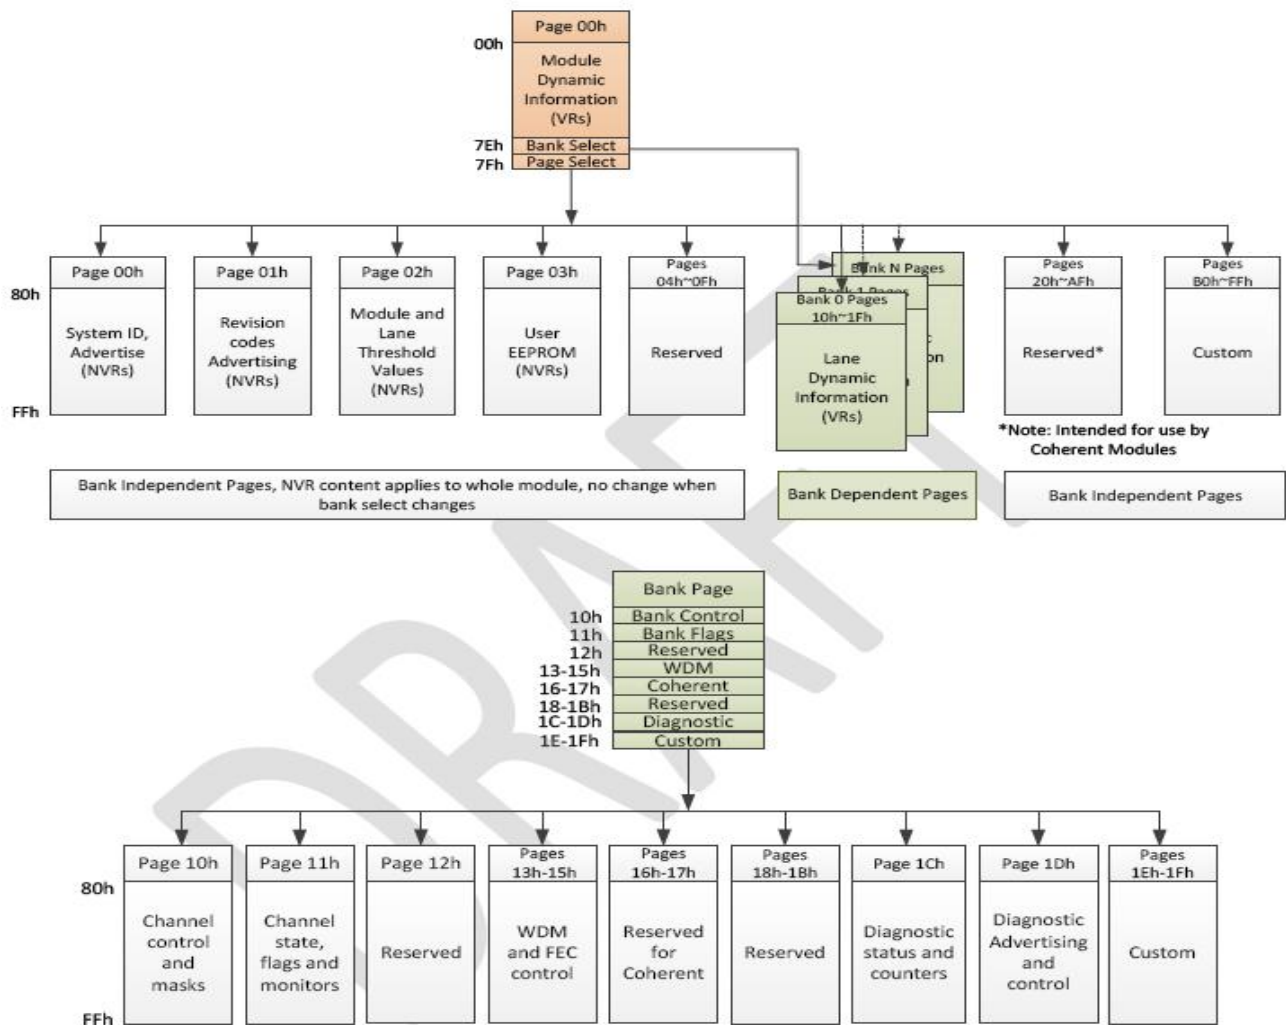 Page 00h
00h
Module
Dynamic
Information
(VRs)
7Eh
Bank Select
7Fh
Page Select
Page 00h
Page 01h
Page 02h
Page 03h
Pages
04h~0Fh
Bank N Pages
Bank 1 Pages
Bank 0 Pages
10h~1Fh
Pages
20h~AFh
Pages
B0h~FFh
80h
System ID,
Advertise
(NVRs)
Revision
codes
Advertising
(NVRs)
Module and
Lane
Threshold
Values
(NVRs)
User
EEPROM
(NVRs)
Reserved
Lane
Dynamic
Information
(VRs)
Reserved*
Custom
FFh
*Note: Intended for use by
Coherent Modules
Bank Independent Pages, NVR content applies to whole module, no change when
bank select changes
Bank Dependent Pages
Bank Independent Pages
Bank Page
10h
Bank Control
11h
Bank Flags
12h
Reserved
13-15h
WDM
16-17h
Coherent
18-1Bh
Reserved
1C-1Dh
Diagnostic
1E-1Fh
Custom
Page 10h
Page 11h
Page 12h
Pages
13h-15h
Pages
16h-17h
Pages
18h-1Bh
Page 1Ch
Page 1Dh
Pages
1Eh-1Fh
80h
Channel
control
and
masks
Channel
state,
flags and
monitors
Reserved
WDM
and FEC
control
Reserved
for
Coherent
Reserved
Diagnostic
status and
counters
Diagnostic
Advertising
and
control
Custom
FFh
DRAFT